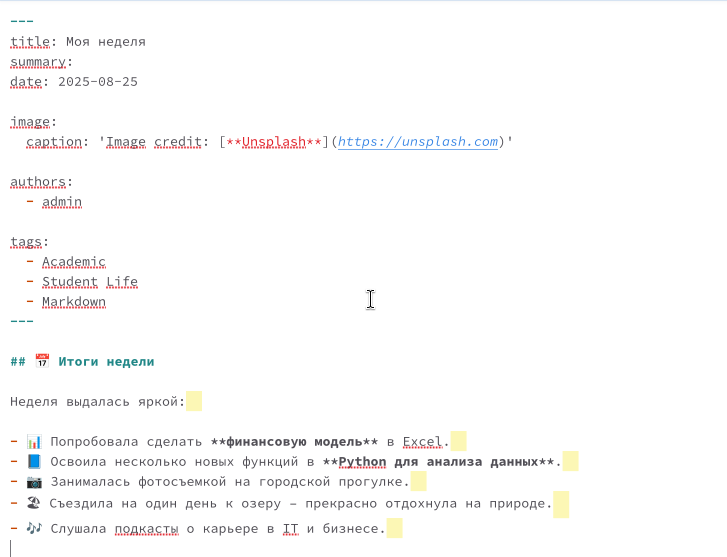 ---
title: Моя неделя
summary:
date: 2025-08-25
image:
caption: 'Image credit: [**Unsplash**](https://unsplash.com)'
authors:
- admin
tags:
- Academic
- Student Life
- Markdown
---
## 📅 Итоги недели
Неделя выдалась яркой:
- 📊 Попробовала сделать **финансовую модель** в Excel.
- 📘 Освоила несколько новых функций в **Python для анализа данных**.
- 📷 Занималась фотосъемкой на городской прогулке.
- 🏖 Съездила на один день к озеру – прекрасно отдохнула на природе.
- 🎶 Слушала подкасты о карьере в IT и бизнесе.